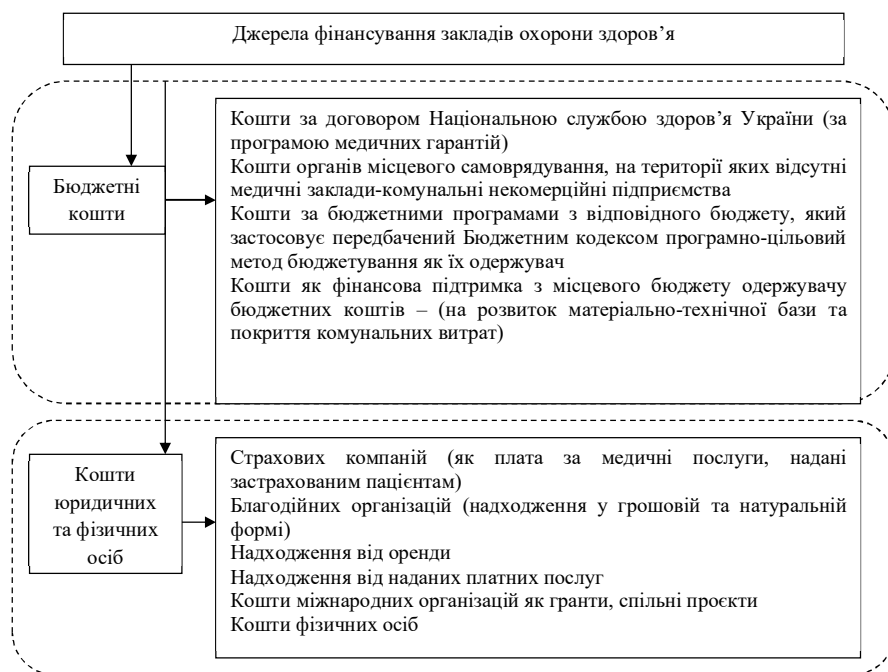 Джерела фінансування закладів охорони здоров’я
Бюджетні
кошти
Кошти за договором Національною службою здоров’я України (за
програмою медичних гарантій)
Кошти органів місцевого самоврядування, на території яких відсутні
медичні заклади-комунальні некомерційні підприємства
Кошти за бюджетними програмами з відповідного бюджету, який
застосовує передбачений Бюджетним кодексом програмно-цільовий
метод бюджетування як їх одержувач
Кошти як фінансова підтримка з місцевого бюджету одержувачу
бюджетних коштів – (на розвиток матеріально-технічної бази та
покриття комунальних витрат)
Кошти
юридичних
та фізичних
осіб
Страхових компаній (як плата за медичні послуги, надані
застрахованим пацієнтам)
Благодійних організацій (надходження у грошовій та натуральній
формі)
Надходження від оренди
Надходження від наданих платних послуг
Кошти міжнародних організацій як гранти, спільні проєкти
Кошти фізичних осіб